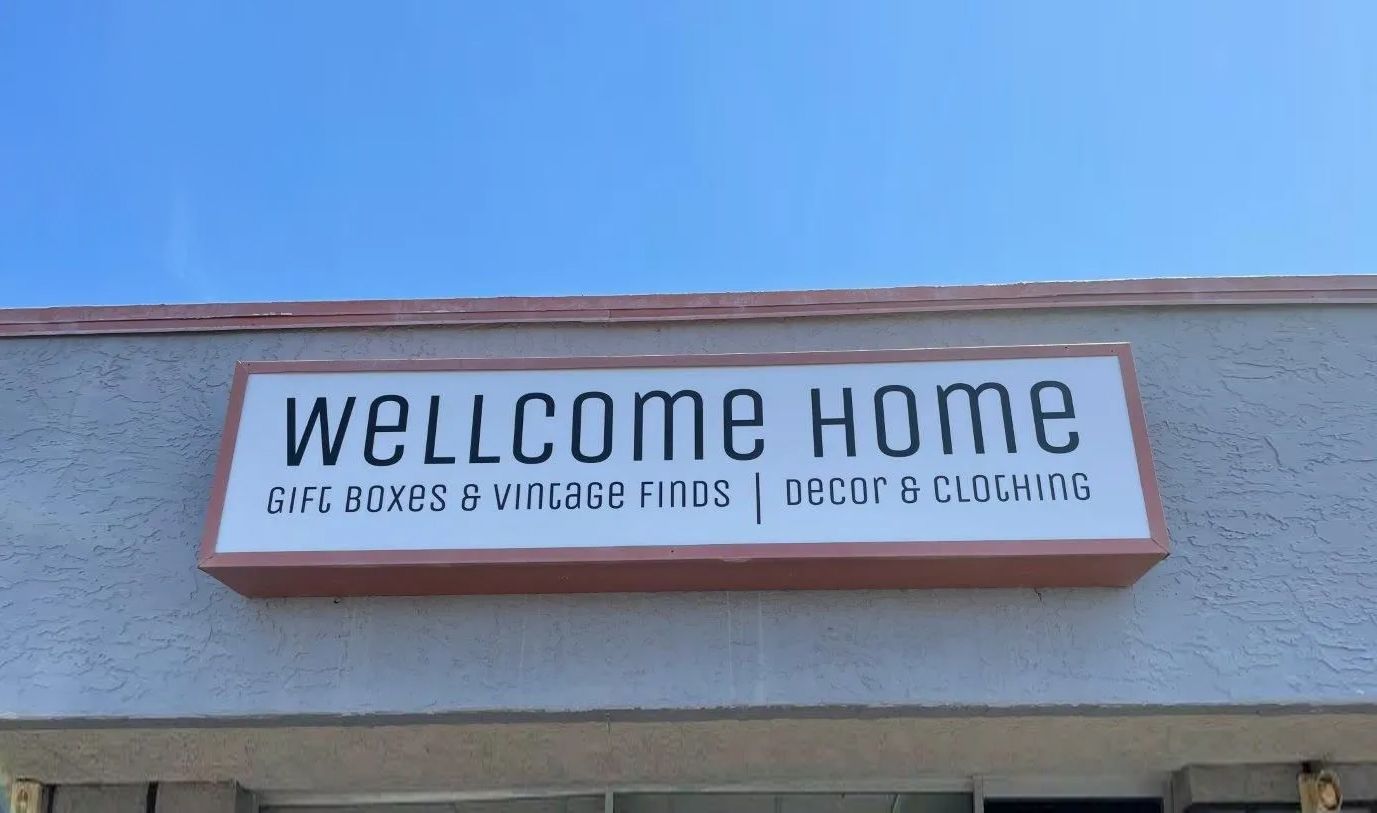 WeLLCOMe HOMe
GIFt BOXeS & VINtAGe FINDS | DeCOr & CLOtHING